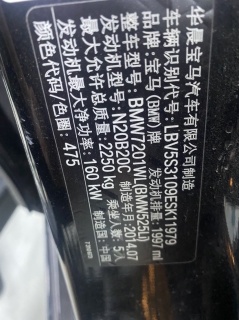 华晨宝马汽车有限公司制造
车辆识别代号: LBV5S3109ESK11979
品牌: 宝马(BMW)牌 发动机排量: 1997 ml
型号: BMW7201WL(BMW525Li) 制造年月: 2014.07
发动机型号: N20B20C 乘坐人数: 5人
最大允许总质量: 2250 kg 制造国: 中国
发动机最大净功率: 160 kW
颜色代码/色圈: 475